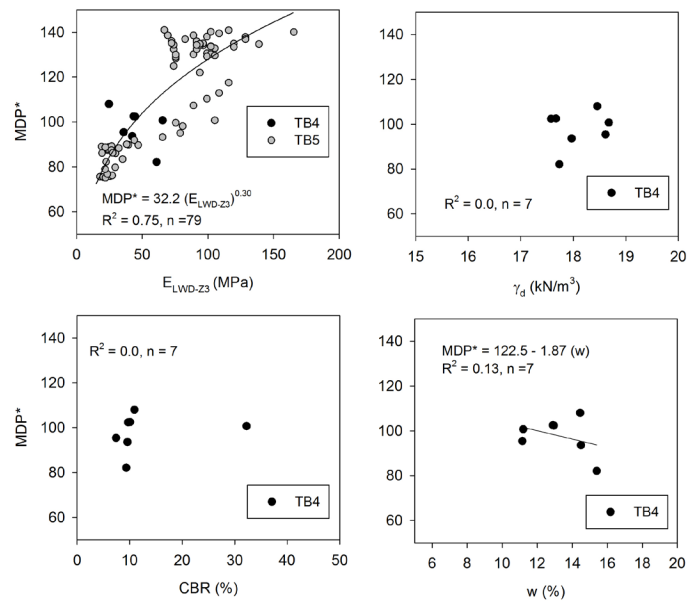 140
120
100
80
60
MDP*
TB4
TB5
MDP* = 32.2 (E_LWD-Z3)^0.30
R² = 0.75, n =79
0 50 100 150 200
E_LWD-Z3 (MPa)
140
120
100
80
60
R² = 0.0, n = 7
TB4
15 16 17 18 19 20
γ_d (kN/m³)
140
120
100
80
60
MDP*
R² = 0.0, n = 7
TB4
0 10 20 30 40 50
CBR (%)
140
120
100
80
60
MDP* = 122.5 - 1.87 (w)
R² = 0.13, n =7
TB4
6 8 10 12 14 16 18 20
w (%)